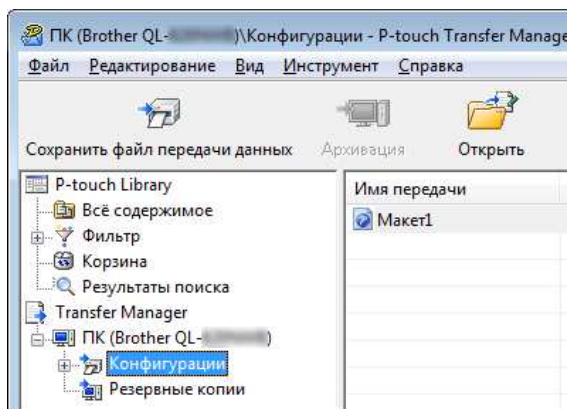 ПК (Brother QL- )\Конфигурации - P-touch Transfer Manage
Файл Редактирование Вид Инструмент Справка
Сохранить файл передачи данных Архивация Открыть
P-touch Library
Всё содержимое
Фильтр
Корзина
Результаты поиска
Transfer Manager
ПК (Brother QL- )
Конфигурации
Резервные копии
Имя передачи
Макет1